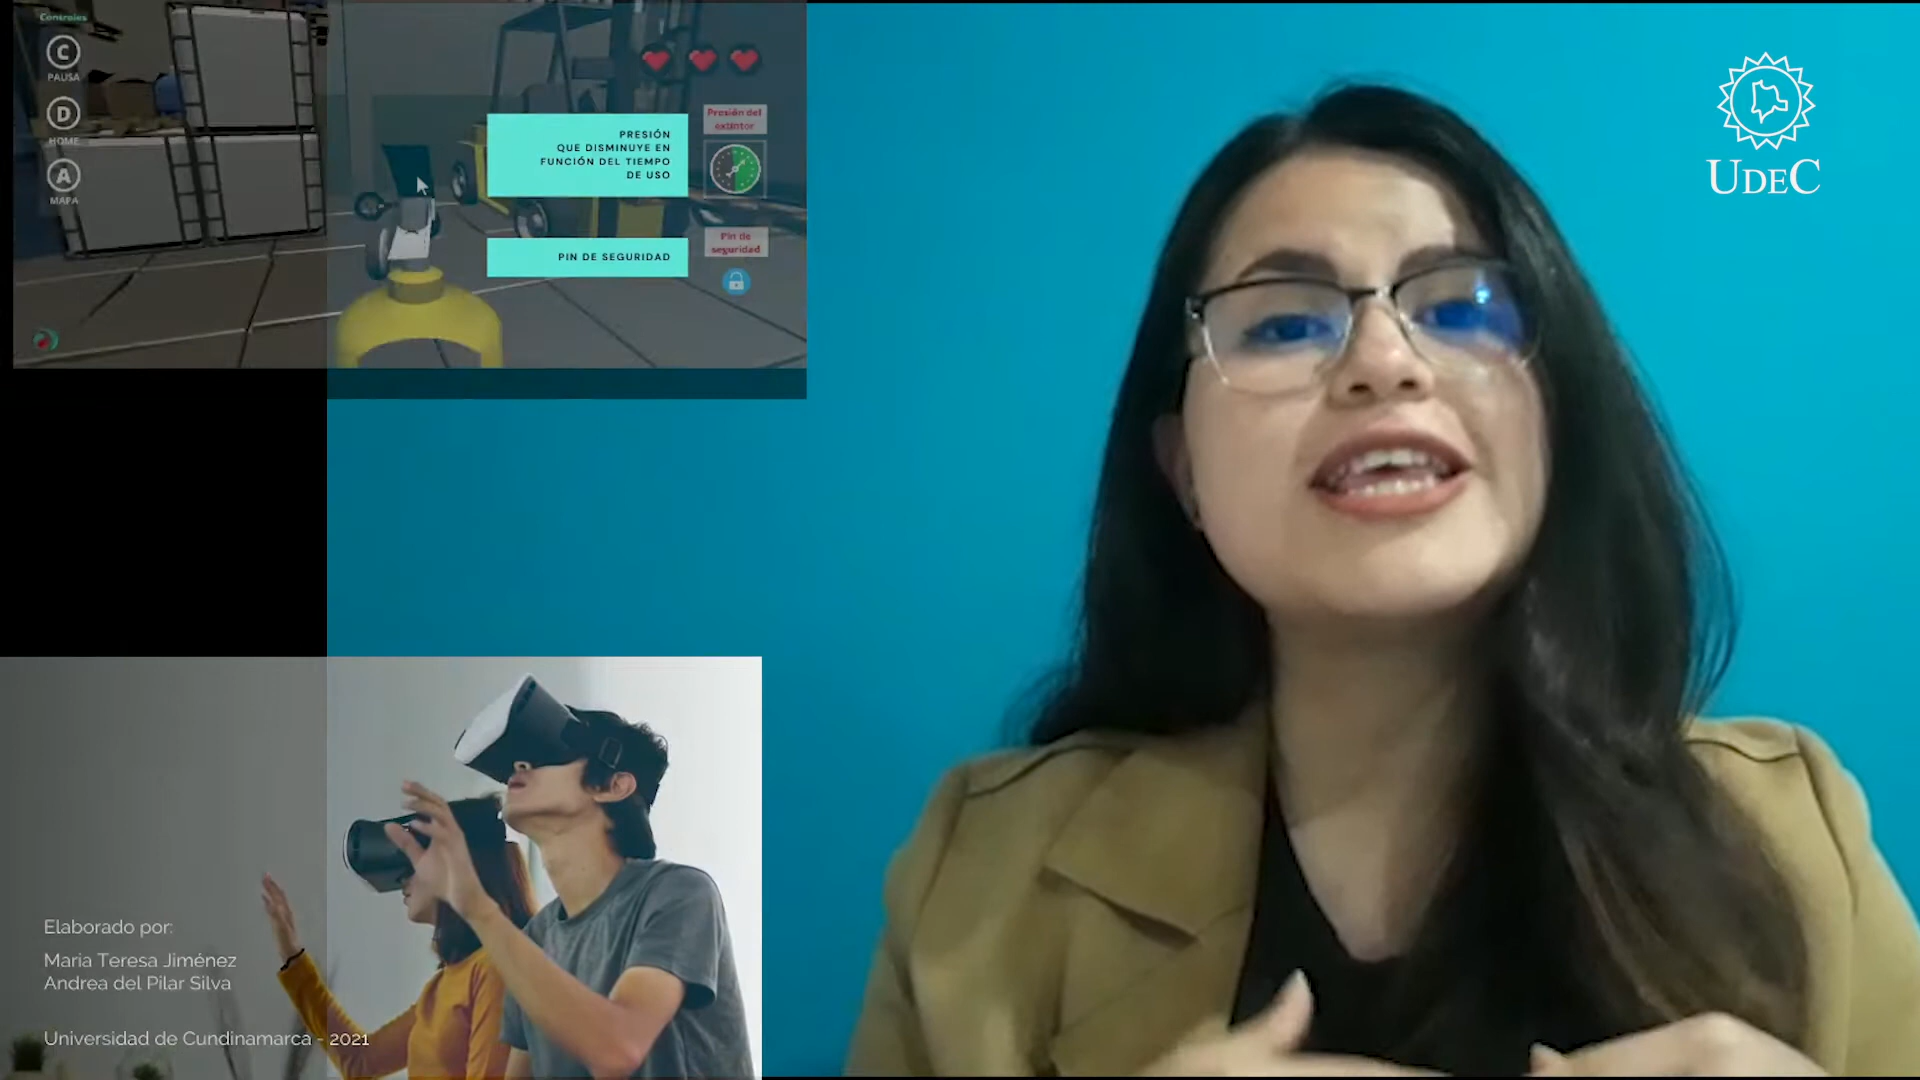 Controles
C
PAUSA
D
HOME
A
MAPA
PRESIÓN
QUE DISMINUYE EN
FUNCIÓN DEL TIEMPO
DE USO
Presión del
extintor
PIN DE SEGURIDAD
Pin de
seguridad
UDEC
Elaborado por:
Maria Teresa Jiménez
Andrea del Pilar Silva
Universidad de Cundinamarca - 2021